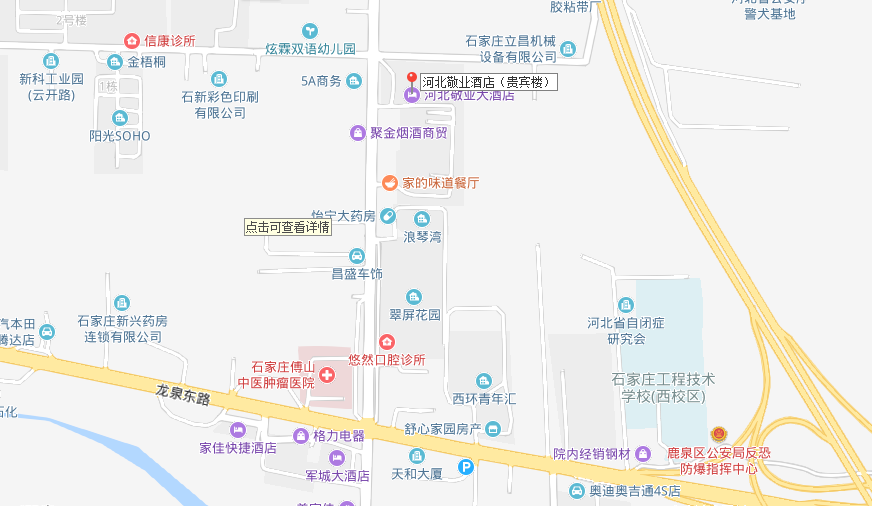 胶粘带厂
警犬基地
2号楼
信康诊所
炫霖双语幼儿园
石家庄立昌机械
设备有限公司
新科工业园
(云开路)
金梧桐
1栋
石新彩色印刷
有限公司
5A商务
河北敬业酒店（贵宾楼）
河北敬业大酒店
阳光SOHO
聚金烟酒商贸
家的味道餐厅
怡宁大药房
点击可查看详情
浪琴湾
昌盛车饰
石家庄新兴药房
连锁有限公司
汽本田
腾达店
翠屏花园
河北省自闭症
研究会
悠然口腔诊所
石家庄傅山
中医肿瘤医院
龙泉东路
西环青年汇
石家庄工程技术
学校(西校区)
石化
舒心家园房产
格力电器
家佳快捷酒店
军城大酒店
天和大厦
P
院内经销钢材
鹿泉区公安局反恐
防爆指挥中心
奥迪奥吉通4S店